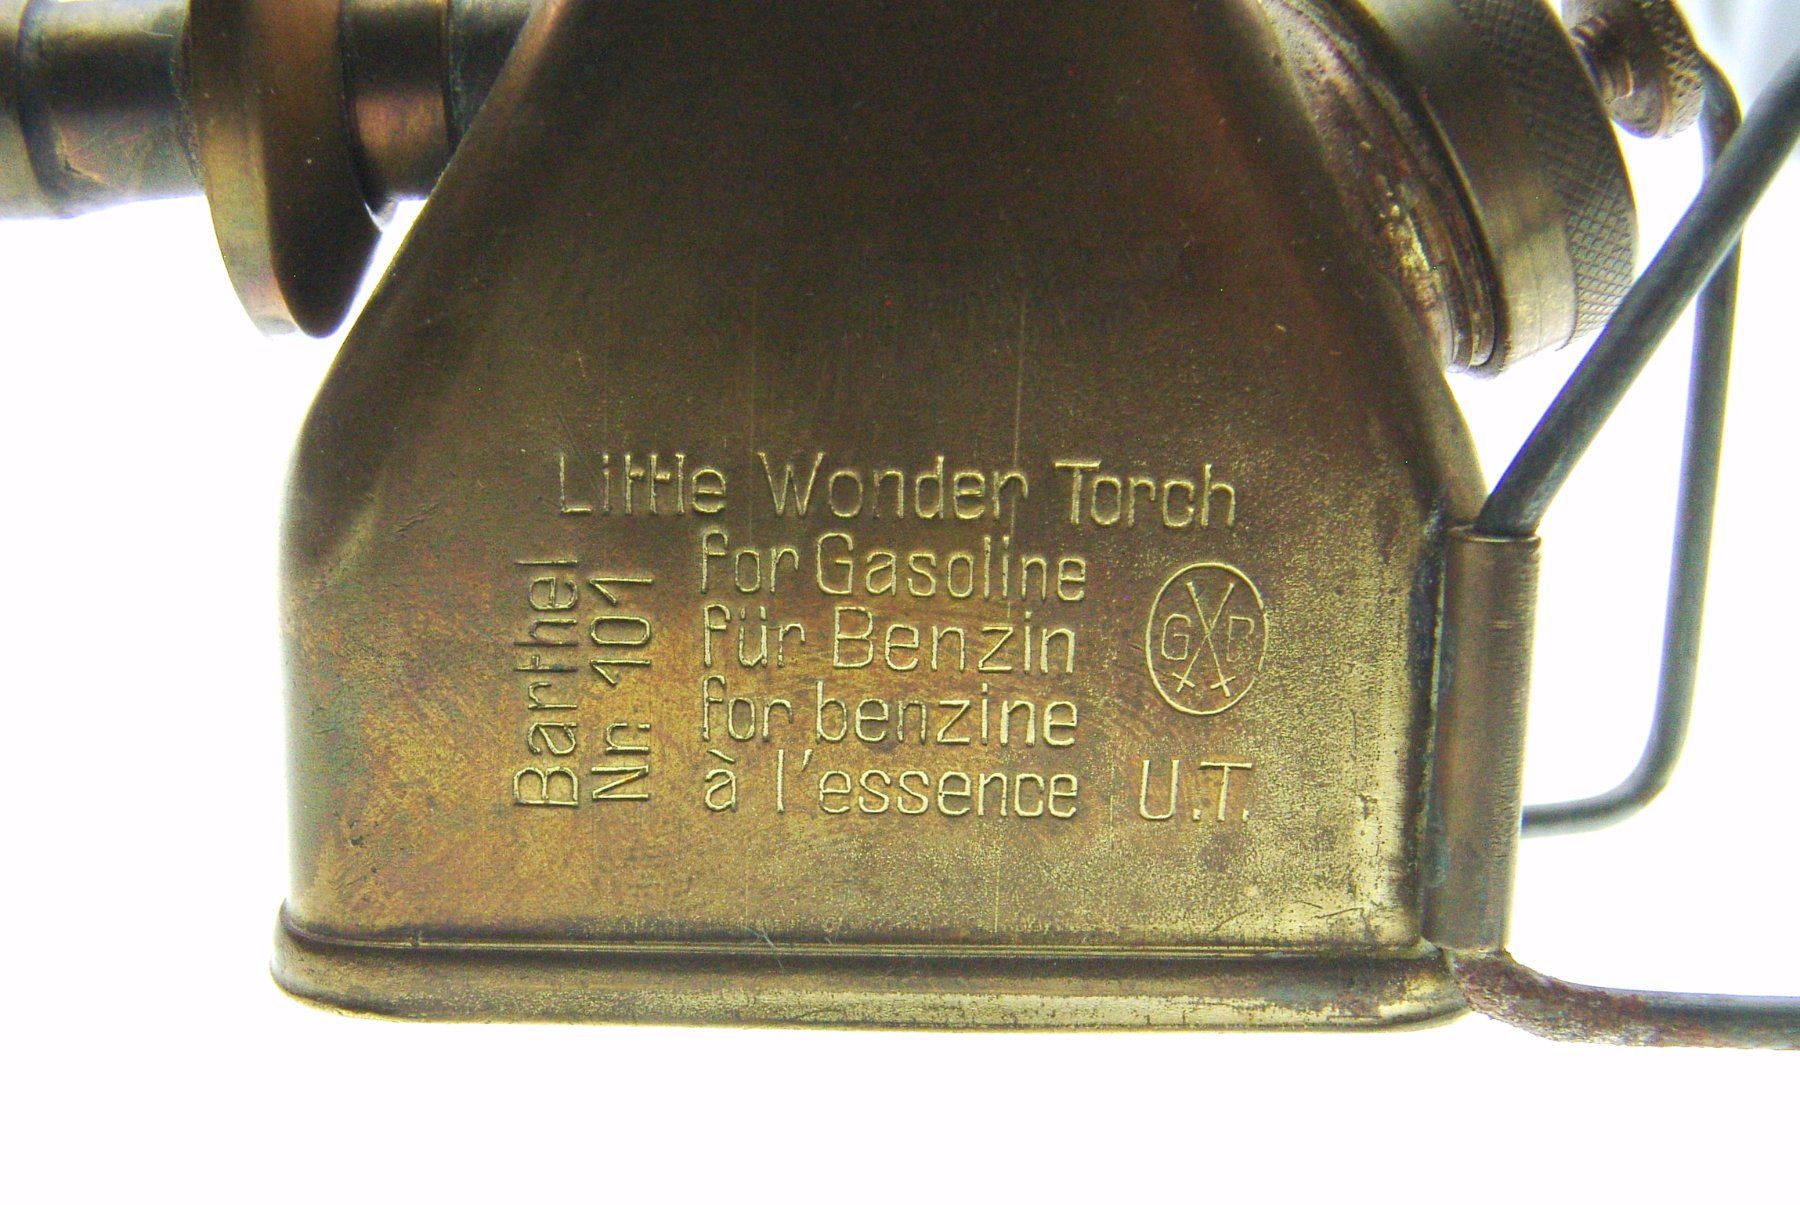 Little Wonder Torch
for Gasoline
für Benzin
for benzine
à l'essence
U.T.
Barthel
Nr. 101